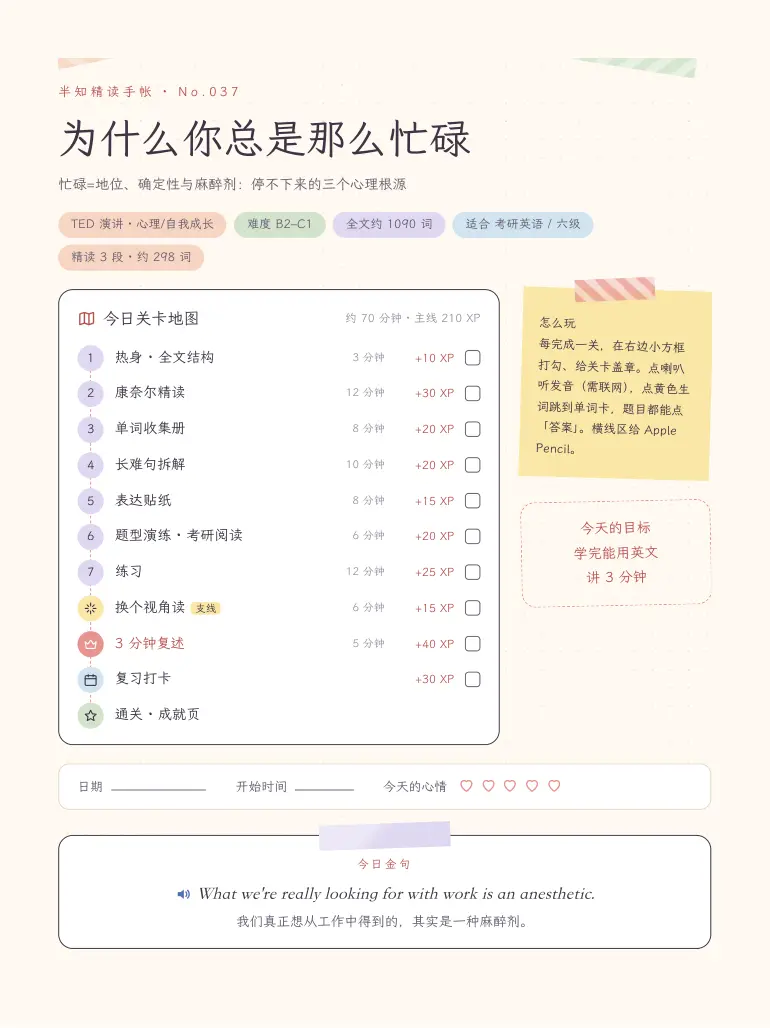 半知精读手帐 · No.037
为什么你总是那么忙碌
忙碌=地位、确定性与麻醉剂：停不下来的三个心理根源
TED 演讲·心理/自我成长 难度 B2–C1 全文约 1090 词 适合 考研英语 / 六级
精读 3 段·约 298 词
今日关卡地图 约 70 分钟·主线 210 XP
1 热身·全文结构 3 分钟 +10 XP
2 康奈尔精读 12 分钟 +30 XP
3 单词收集册 8 分钟 +20 XP
4 长难句拆解 10 分钟 +20 XP
5 表达贴纸 8 分钟 +15 XP
6 题型演练·考研阅读 6 分钟 +20 XP
7 练习 12 分钟 +25 XP
换个视角读 支线 6 分钟 +15 XP
3 分钟复述 5 分钟 +40 XP
复习打卡 +30 XP
通关·成就页
怎么玩
每完成一关，在右边小方框
打勾、给关卡盖章。点喇叭
听发音（需联网），点黄色生
词跳到单词卡，题目都能点
「答案」。横线区给 Apple
Pencil。
今天的目标
学完能用英文
讲 3 分钟
日期 开始时间 今天的心情
今日金句
What we're really looking for with work is an anesthetic.
我们真正想从工作中得到的，其实是一种麻醉剂。